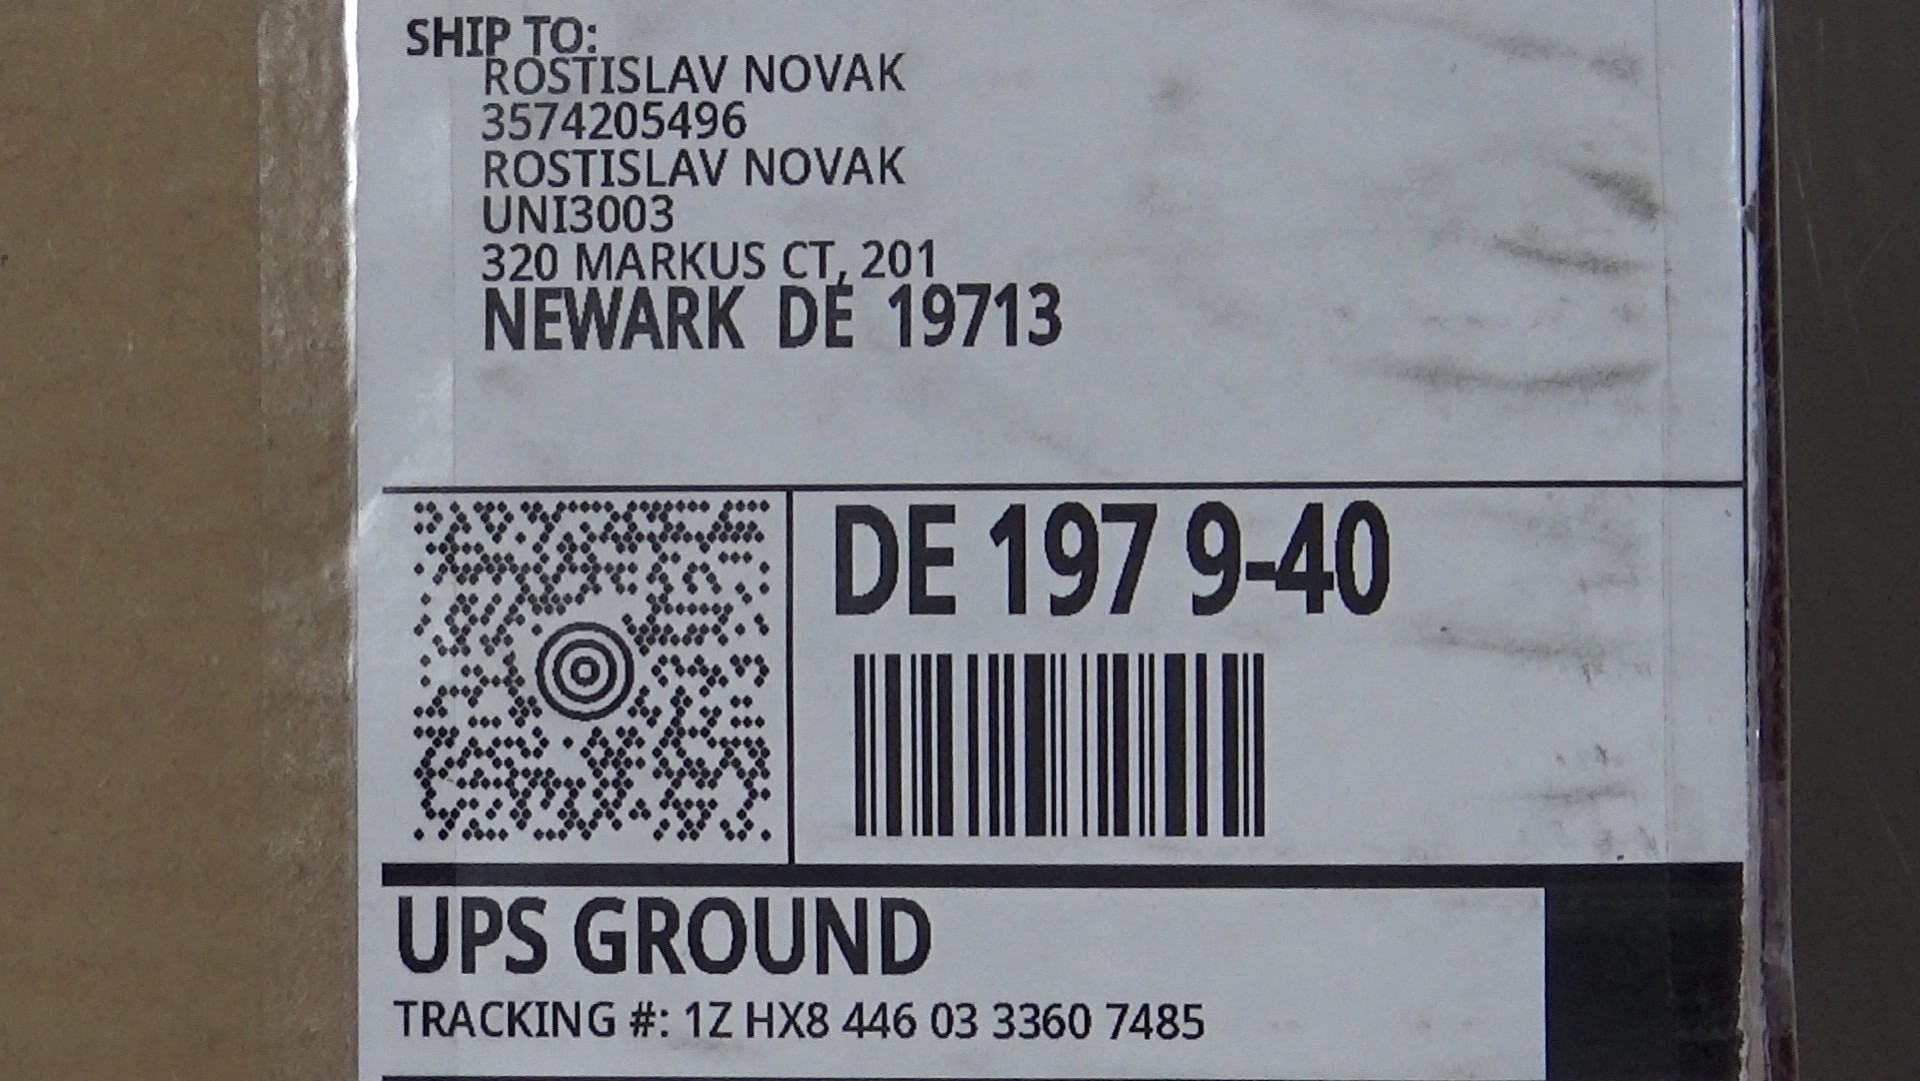 SHIP TO:
ROSTISLAV NOVAK
3574205496
ROSTISLAV NOVAK
UNI3003
320 MARKUS CT, 201
NEWARK DE 19713
DE 197 9-40
UPS GROUND
TRACKING #: 1Z HX8 446 03 3360 7485